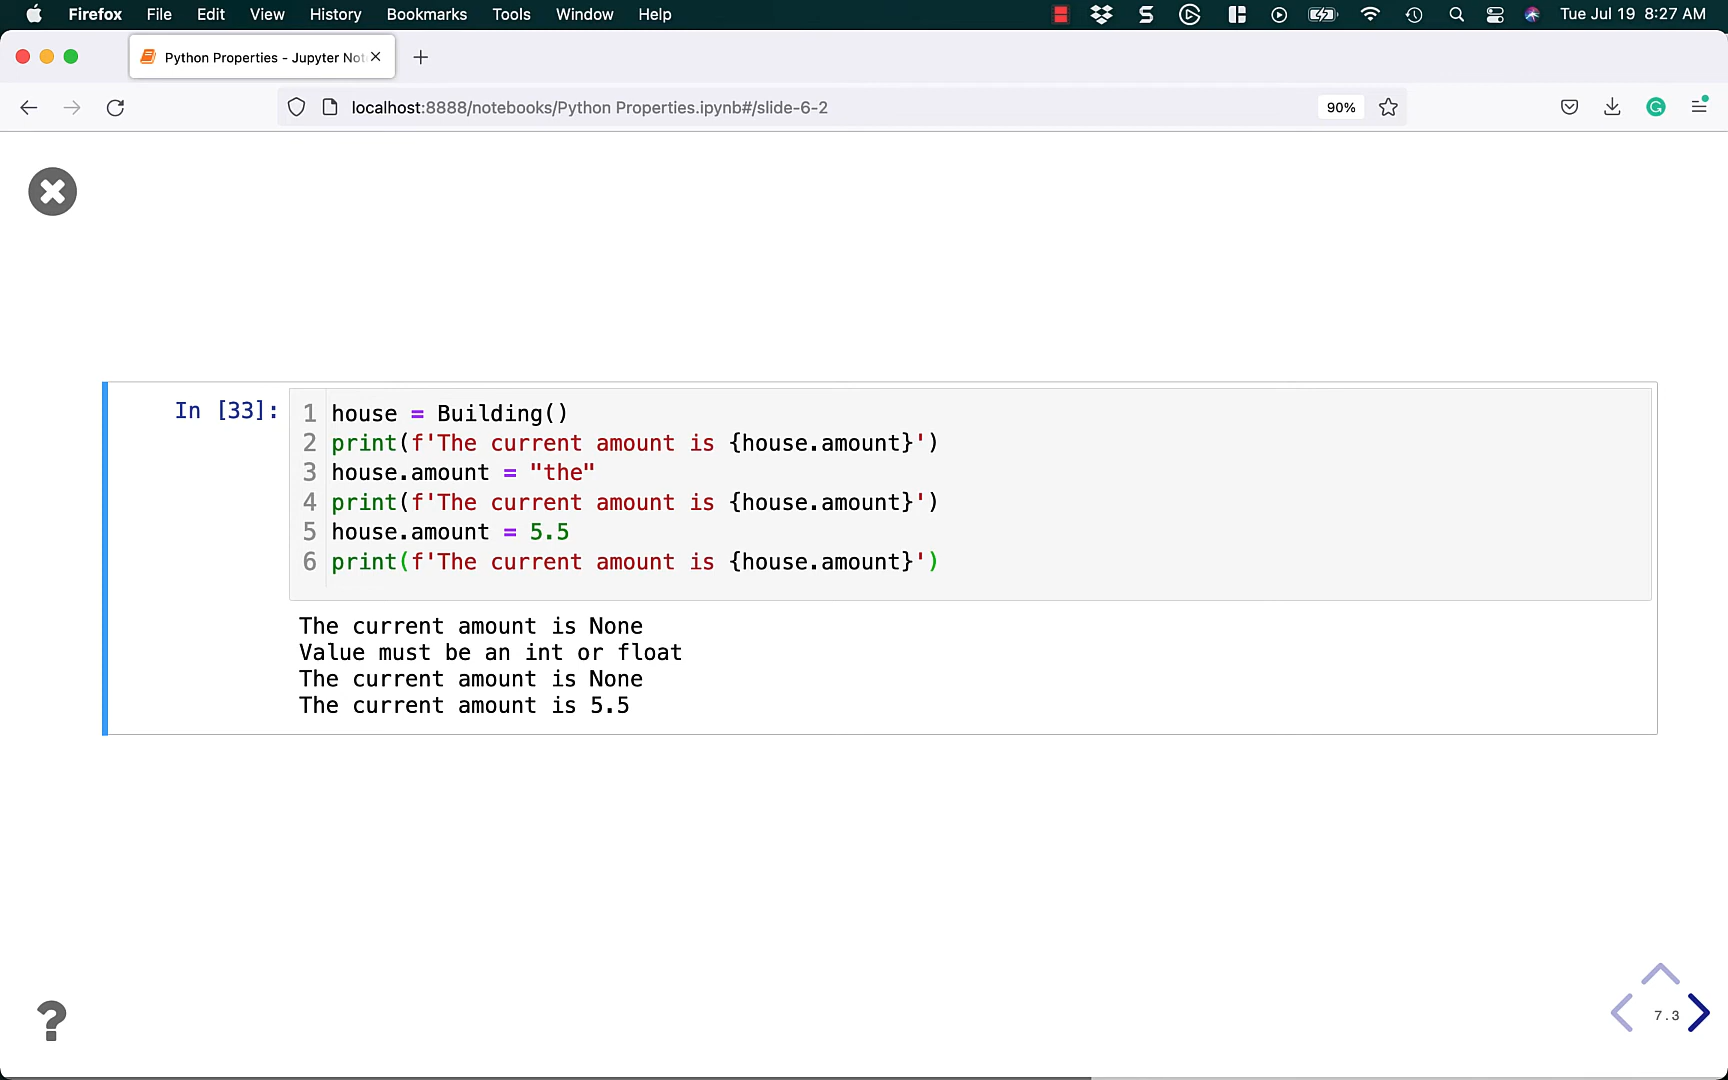 Firefox File Edit View History Bookmarks Tools Window Help Tue Jul 19 8:27 AM
Python Properties - Jupyter Not
localhost:8888/notebooks/Python Properties.ipynb#/slide-6-2 90%
In [33]:
1 house = Building()
2 print(f'The current amount is {house.amount}')
3 house.amount = "the"
4 print(f'The current amount is {house.amount}')
5 house.amount = 5.5
6 print(f'The current amount is {house.amount}')
The current amount is None
Value must be an int or float
The current amount is None
The current amount is 5.5
?
7.3